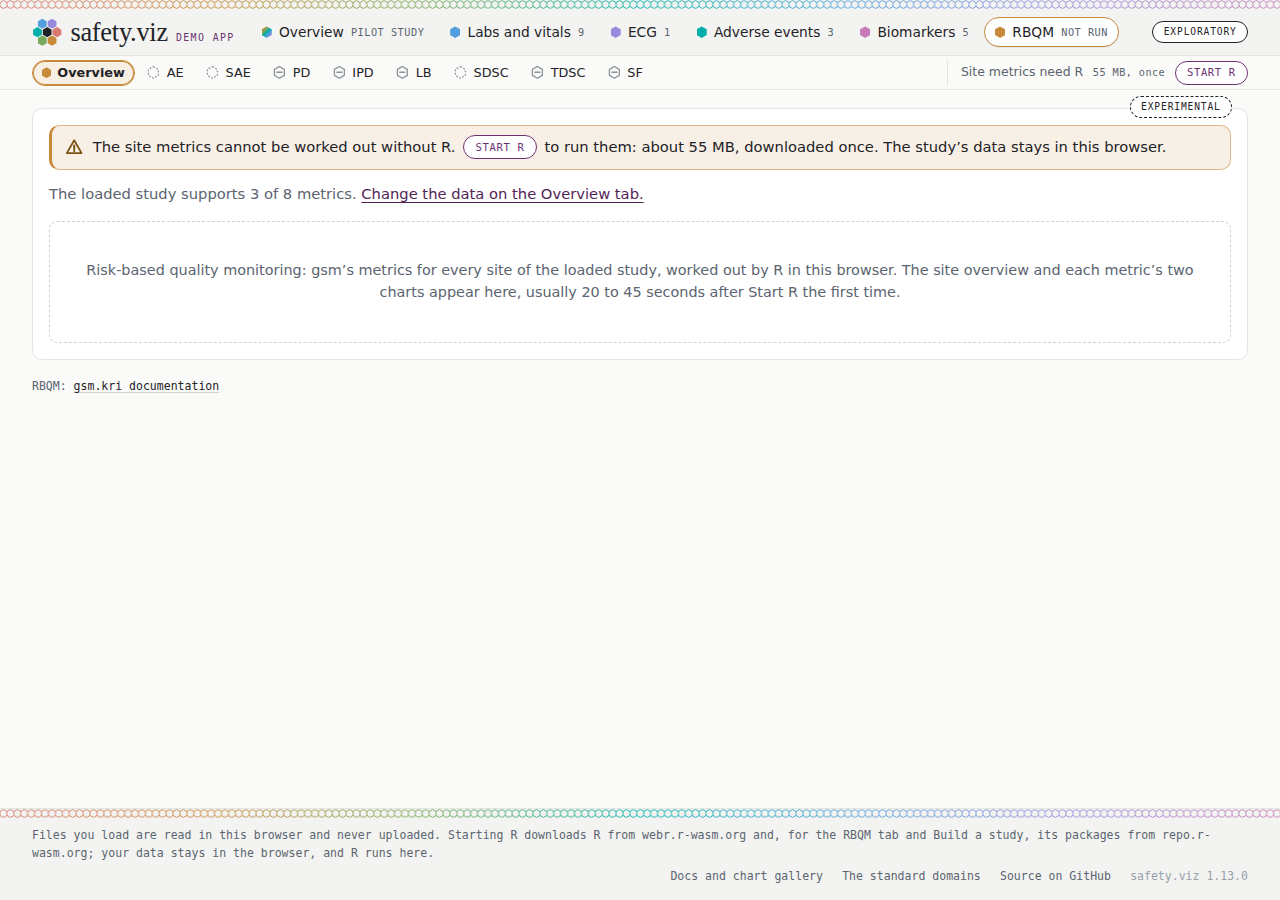 safety.viz DEMO APP Overview PILOT STUDY Labs and vitals 9 ECG 1 Adverse events 3 Biomarkers 5 RBQM NOT RUN EXPLORATORY
Overview AE SAE PD IPD LB SDSC TDSC SF Site metrics need R 55 MB, once START R
EXPERIMENTAL
The site metrics cannot be worked out without R. START R to run them: about 55 MB, downloaded once. The study’s data stays in this browser.
The loaded study supports 3 of 8 metrics. Change the data on the Overview tab.
Risk-based quality monitoring: gsm’s metrics for every site of the loaded study, worked out by R in this browser. The site overview and each metric’s two
charts appear here, usually 20 to 45 seconds after Start R the first time.
RBQM: gsm.kri documentation
Files you load are read in this browser and never uploaded. Starting R downloads R from webr.r-wasm.org and, for the RBQM tab and Build a study, its packages from repo.r-
wasm.org; your data stays in the browser, and R runs here.
Docs and chart gallery The standard domains Source on GitHub safety.viz 1.13.0